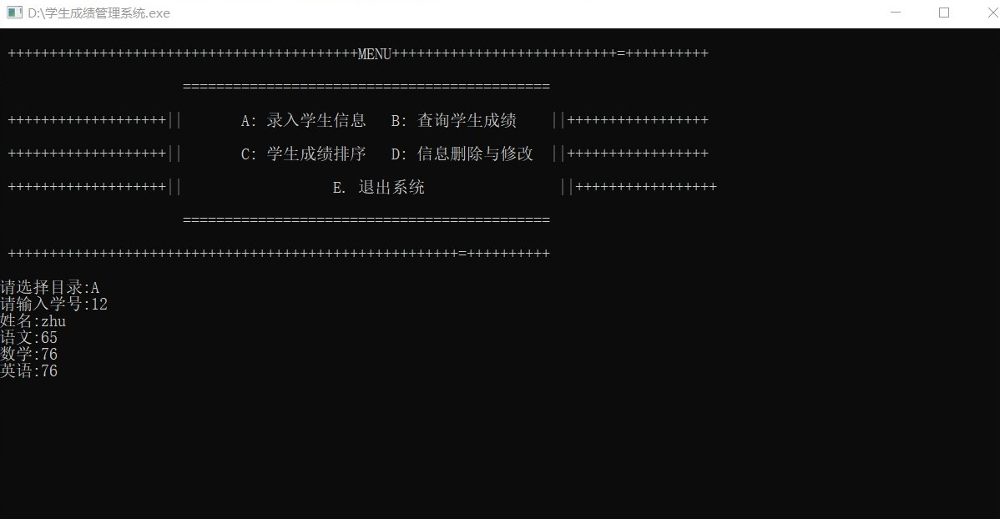 D:\学生成绩管理系统.exe
++++++++++++++++++++++++++++++++++++++++++MENU+++++++++++++++++++++++++++=++++++++++
============================================
+++++++++++++++++++||       A: 录入学生信息   B: 查询学生成绩    ||+++++++++++++++++
+++++++++++++++++++||       C: 学生成绩排序   D: 信息删除与修改  ||+++++++++++++++++
+++++++++++++++++++||                  E. 退出系统                ||+++++++++++++++++
============================================
++++++++++++++++++++++++++++++++++++++++++++++++++++++=++++++++++
请选择目录:A
请输入学号:12
姓名:zhu
语文:65
数学:76
英语:76